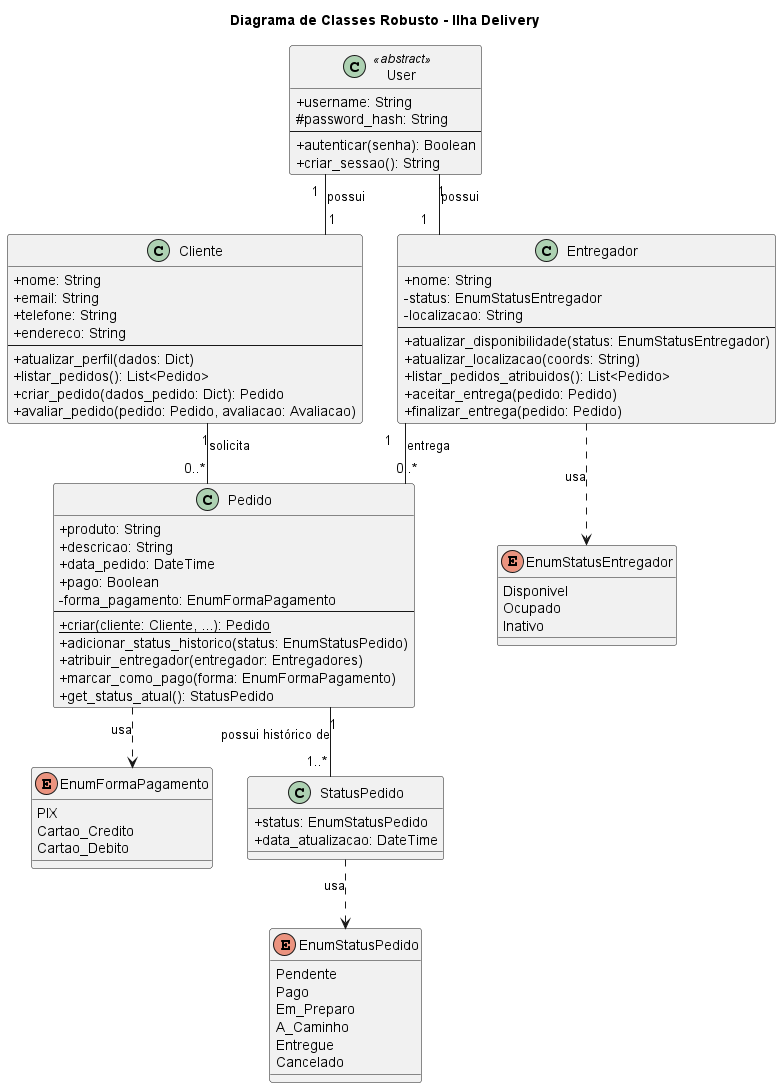 Diagrama de Classes Robusto - Ilha Delivery
C
«abstract»
User
+username: String
#password_hash: String
+autenticar(senha): Boolean
+criar_sessao(): String
1
possui
1
1
possui
1
C Cliente
+nome: String
+email: String
+telefone: String
+endereco: String
+atualizar_perfil(dados: Dict)
+listar_pedidos(): List<Pedido>
+criar_pedido(dados_pedido: Dict): Pedido
+avaliar_pedido(pedido: Pedido, avaliacao: Avaliacao)
C Entregador
+nome: String
-status: EnumStatusEntregador
-localizacao: String
+atualizar_disponibilidade(status: EnumStatusEntregador)
+atualizar_localizacao(coords: String)
+listar_pedidos_atribuidos(): List<Pedido>
+aceitar_entrega(pedido: Pedido)
+finalizar_entrega(pedido: Pedido)
1
solicita
0..*
1
entrega
0..*
usa
C Pedido
+produto: String
+descricao: String
+data_pedido: DateTime
+pago: Boolean
-forma_pagamento: EnumFormaPagamento
+criar(cliente: Cliente, ...): Pedido
+adicionar_status_historico(status: EnumStatusPedido)
+atribuir_entregador(entregador: Entregadores)
+marcar_como_pago(forma: EnumFormaPagamento)
+get_status_atual(): StatusPedido
E EnumStatusEntregador
Disponivel
Ocupado
Inativo
usa
1
possui histórico de
1..*
E EnumFormaPagamento
PIX
Cartao_Credito
Cartao_Debito
C StatusPedido
+status: EnumStatusPedido
+data_atualizacao: DateTime
usa
E EnumStatusPedido
Pendente
Pago
Em_Preparo
A_Caminho
Entregue
Cancelado